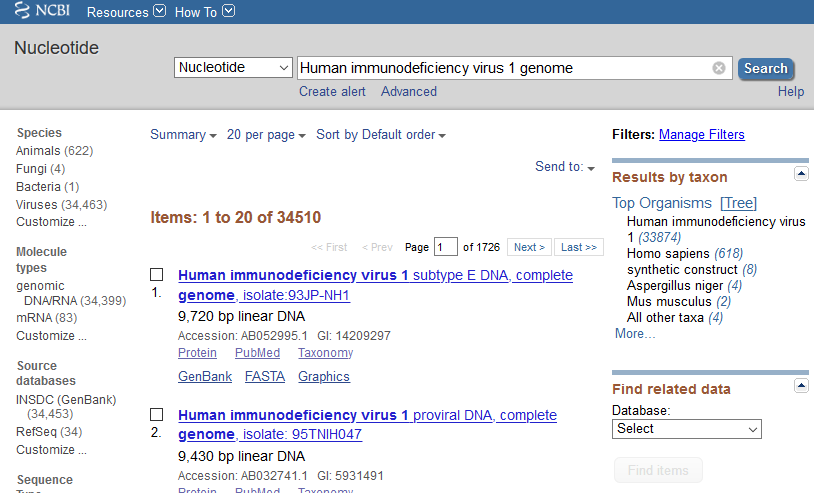 NCBI Resources How To
Nucleotide
Nucleotide Human immunodeficiency virus 1 genome Search
Create alert Advanced Help
Species
Animals (622)
Fungi (4)
Bacteria (1)
Viruses (34,463)
Customize ...
Molecule
types
genomic
DNA/RNA (34,399)
mRNA (83)
Customize ...
Source
databases
INSDC (GenBank)
(34,453)
RefSeq (34)
Customize ...
Sequence
Type
Summary 20 per page Sort by Default order
Send to:
Items: 1 to 20 of 34510
<< First < Prev Page 1 of 1726 Next > Last >>
1.
Human immunodeficiency virus 1 subtype E DNA, complete
genome, isolate:93JP-NH1
9,720 bp linear DNA
Accession: AB052995.1 GI: 14209297
Protein PubMed Taxonomy
GenBank FASTA Graphics
2.
Human immunodeficiency virus 1 proviral DNA, complete
genome, isolate: 95TNIH047
9,430 bp linear DNA
Accession: AB032741.1 GI: 5931491
Protein PubMed Taxonomy
Filters: Manage Filters
Results by taxon
Top Organisms [Tree]
Human immunodeficiency virus
1 (33874)
Homo sapiens (618)
synthetic construct (8)
Aspergillus niger (4)
Mus musculus (2)
All other taxa (4)
More...
Find related data
Database:
Select
Find items